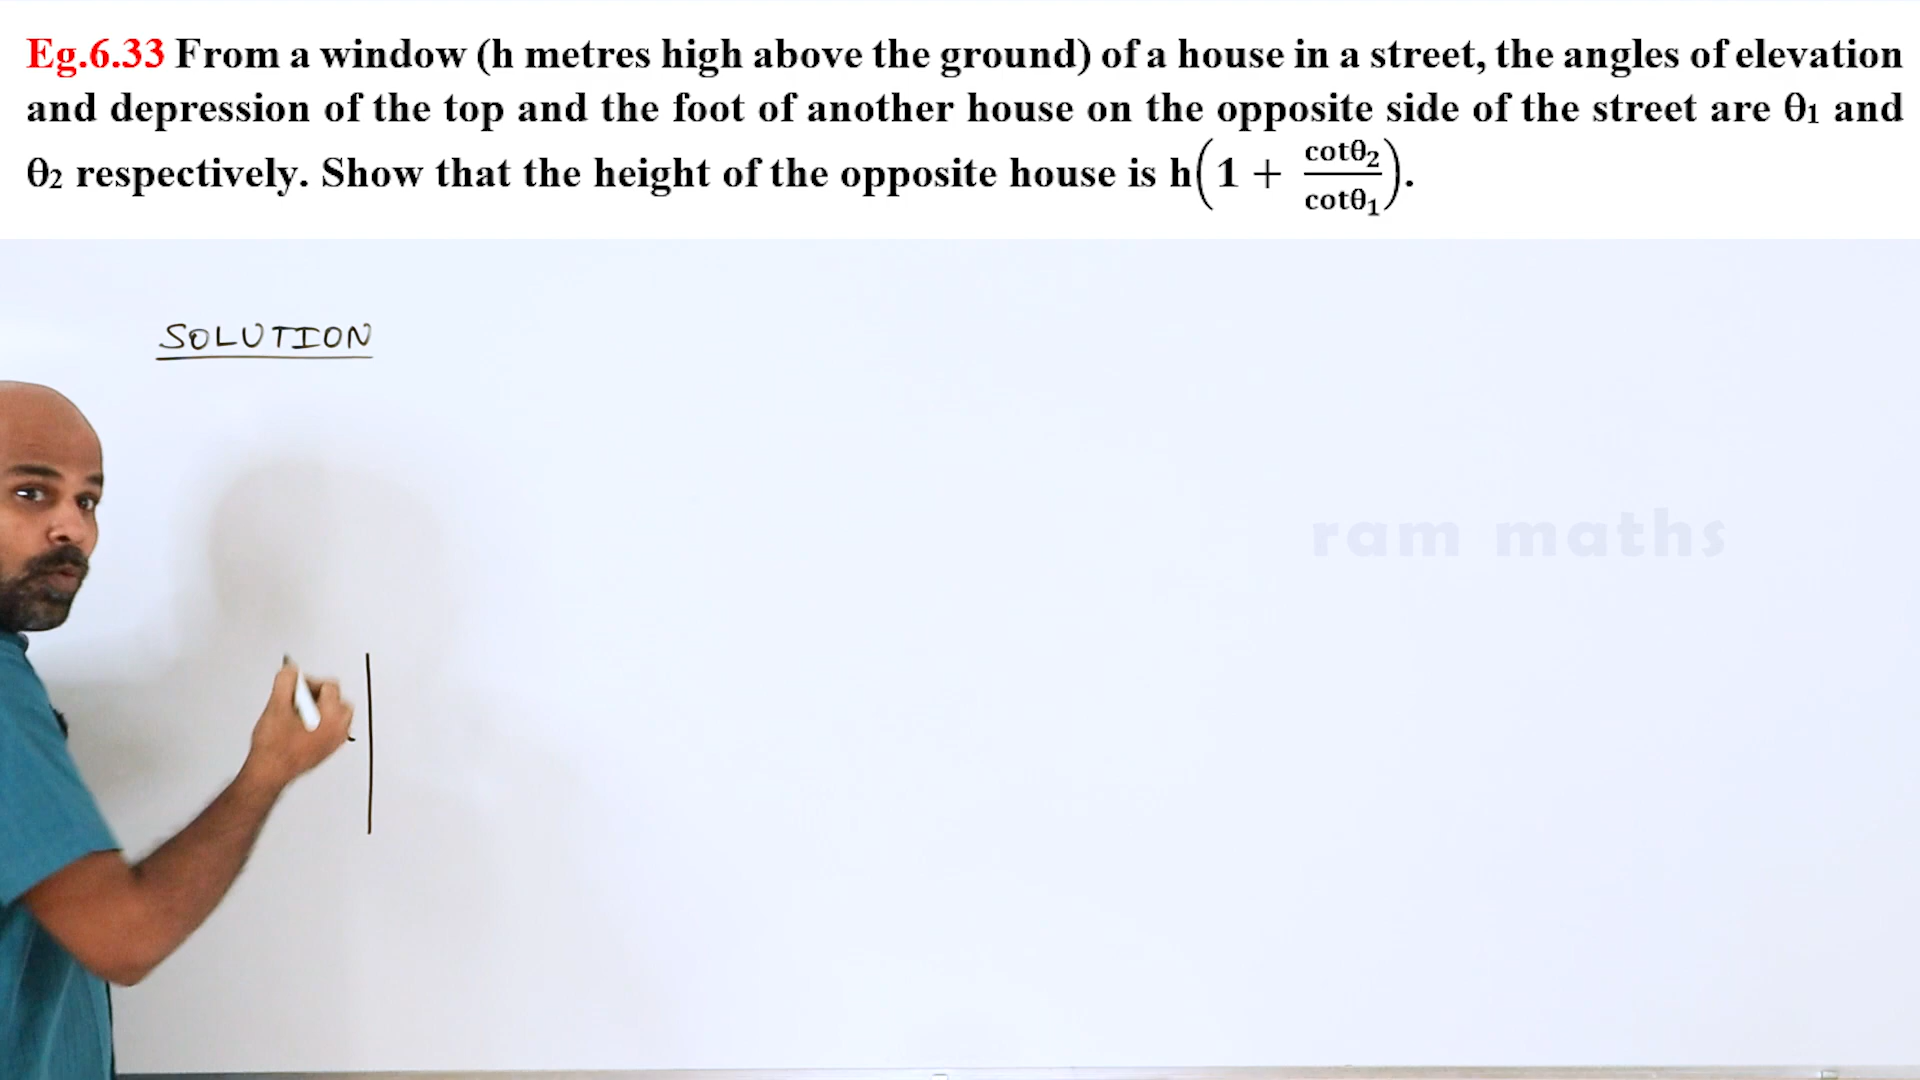 Eg.6.33 From a window (h metres high above the ground) of a house in a street, the angles of elevation
and depression of the top and the foot of another house on the opposite side of the street are θ₁ and
θ₂ respectively. Show that the height of the opposite house is h(1 + cotθ₂/cotθ₁).
SOLUTION
ram maths